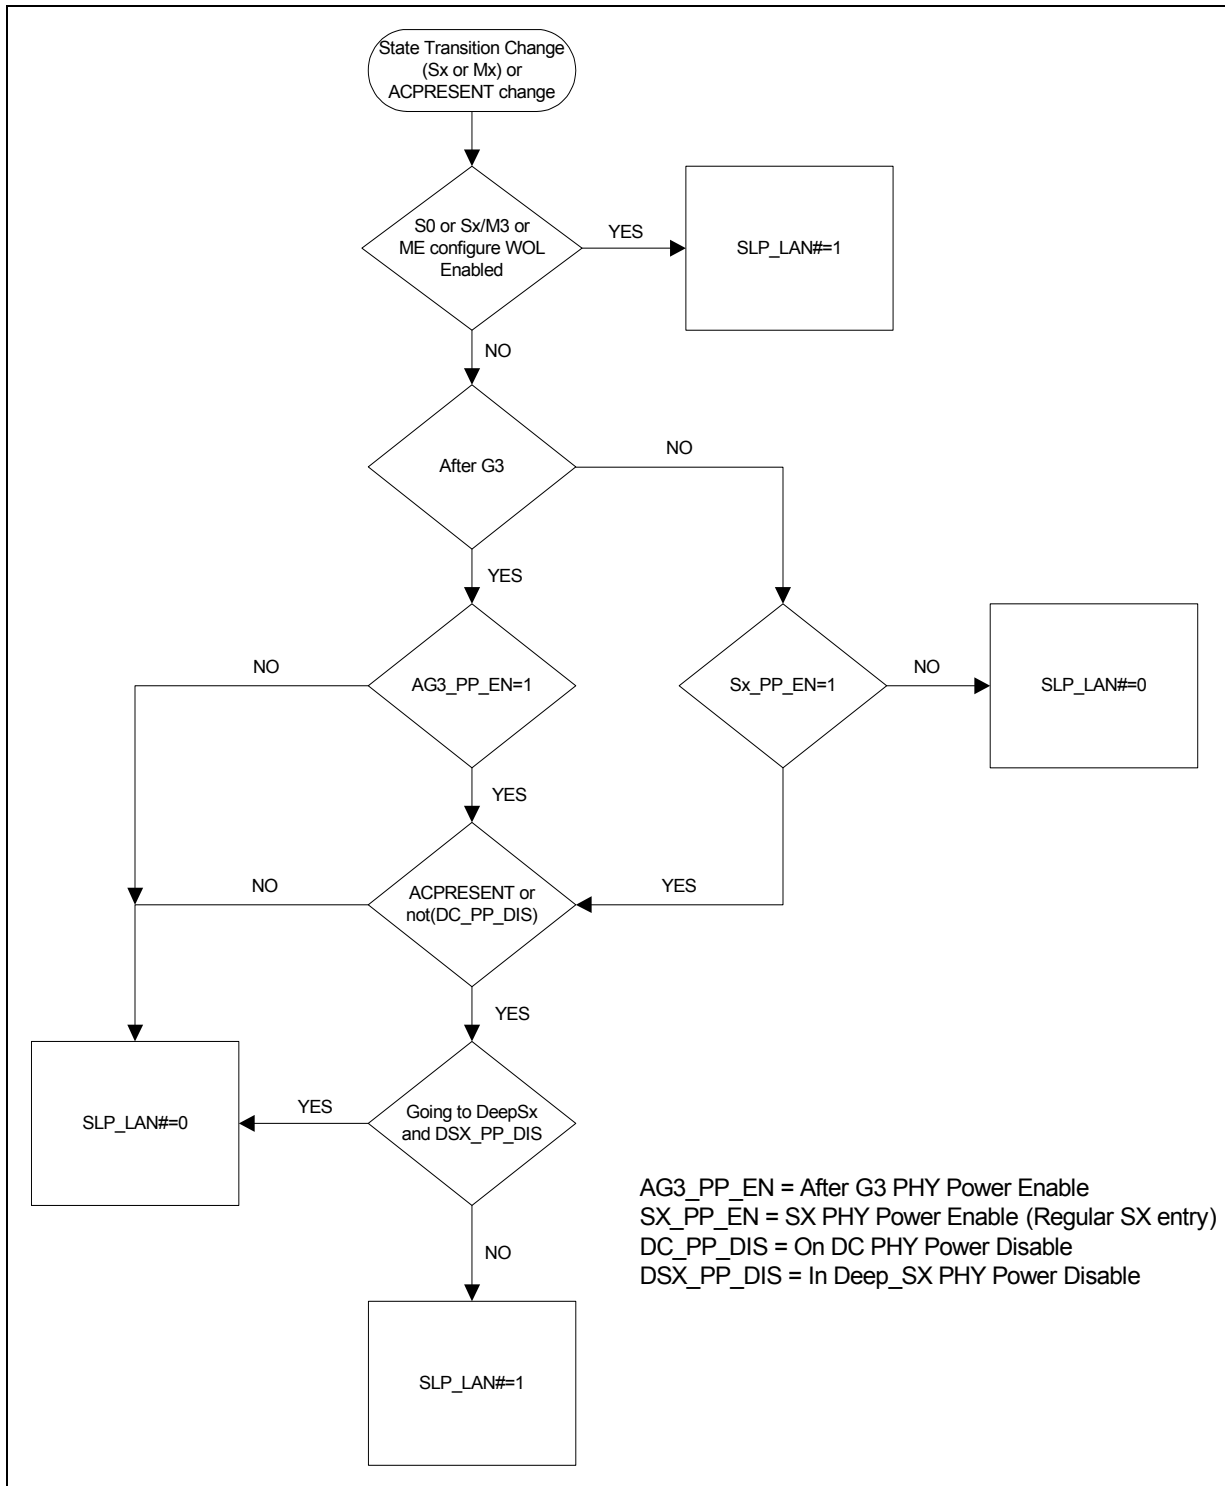 State Transition Change
(Sx or Mx) or
ACPRESENT change
S0 or Sx/M3 or
ME configure WOL
Enabled
YES
SLP_LAN#=1
NO
After G3
NO
YES
AG3_PP_EN=1
NO
Sx_PP_EN=1
NO
SLP_LAN#=0
YES
ACPRESENT or
not(DC_PP_DIS)
NO
YES
YES
SLP_LAN#=0
YES
Going to DeepSx
and DSX_PP_DIS
AG3_PP_EN = After G3 PHY Power Enable
SX_PP_EN = SX PHY Power Enable (Regular SX entry)
DC_PP_DIS = On DC PHY Power Disable
DSX_PP_DIS = In Deep_SX PHY Power Disable
NO
SLP_LAN#=1